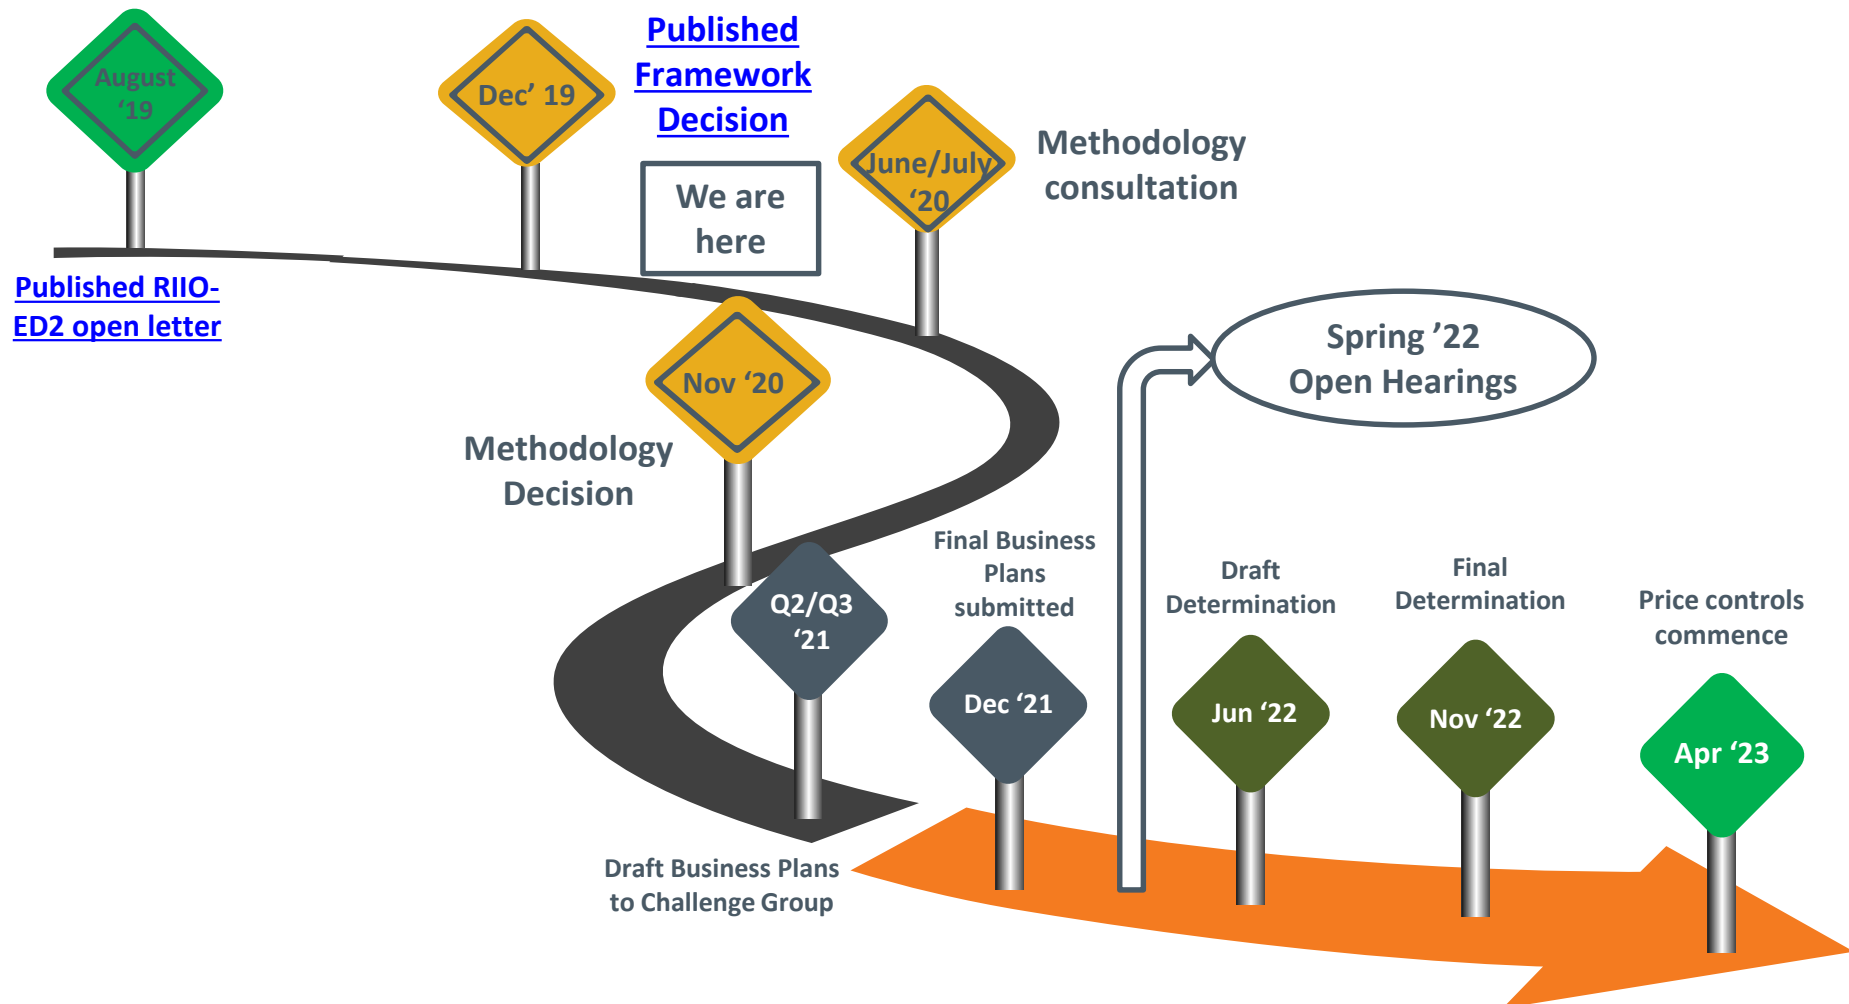 August
‘19
Published RIIO-
ED2 open letter
Dec’ 19
Published
Framework
Decision
We are
here
June/July
‘20
Methodology
consultation
Nov ‘20
Methodology
Decision
Q2/Q3
‘21
Draft Business Plans
to Challenge Group
Final Business
Plans
submitted
Dec ‘21
Spring ’22
Open Hearings
Draft
Determination
Jun ‘22
Final
Determination
Nov ‘22
Price controls
commence
Apr ‘23